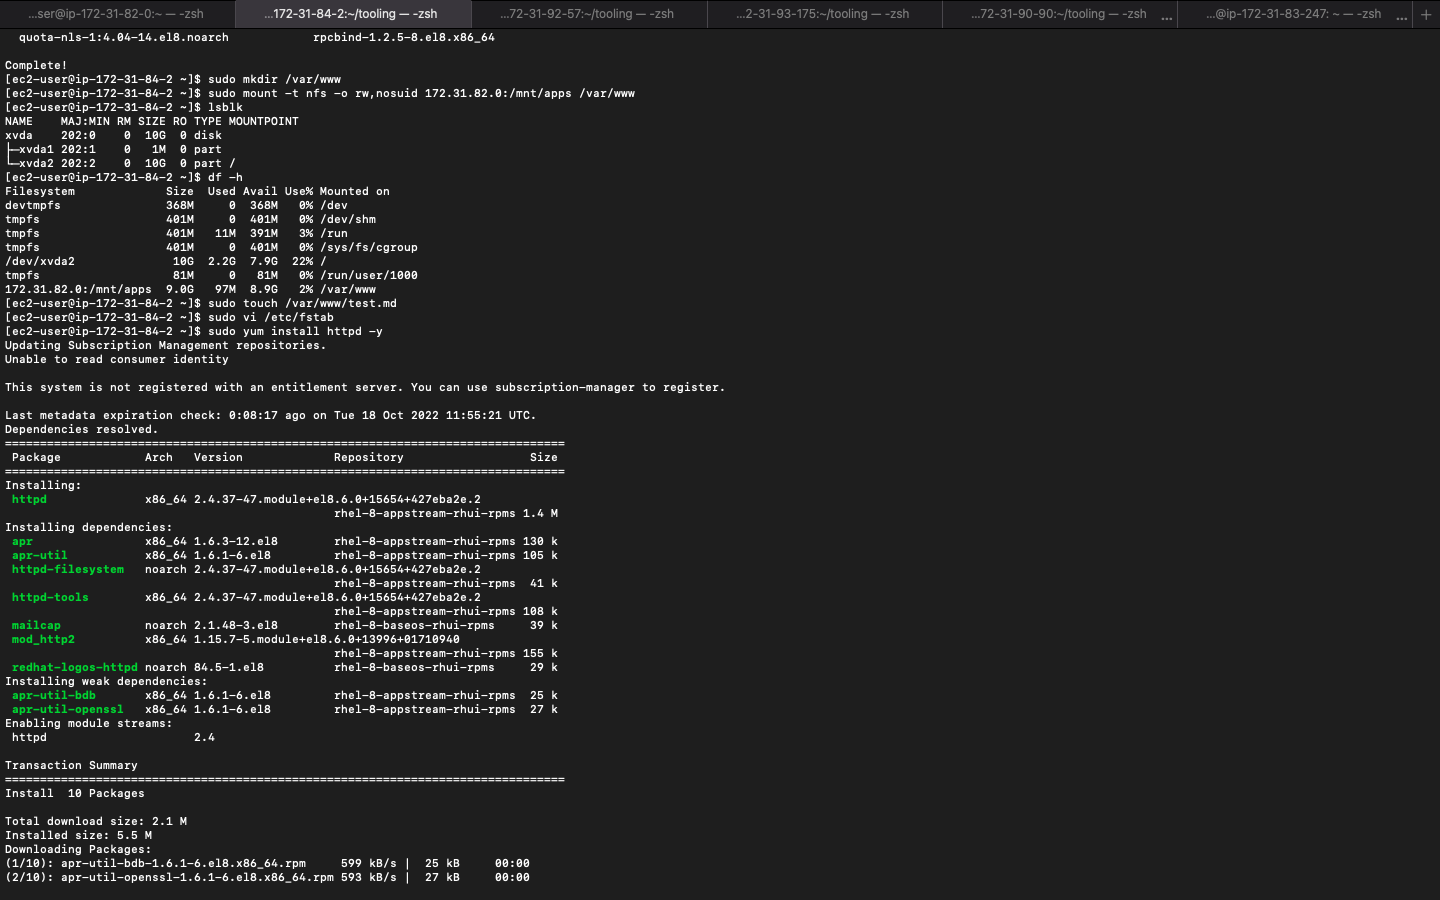 ...ser@ip-172-31-82-0:~ — -zsh
...172-31-84-2:~/tooling — -zsh
...72-31-92-57:~/tooling — -zsh
...2-31-93-175:~/tooling — -zsh
...72-31-90-90:~/tooling — -zsh ...
...@ip-172-31-83-247: ~ — -zsh ... +
quota-nls-1:4.04-14.el8.noarch rpcbind-1.2.5-8.el8.x86_64
Complete!
[ec2-user@ip-172-31-84-2 ~]$ sudo mkdir /var/www
[ec2-user@ip-172-31-84-2 ~]$ sudo mount -t nfs -o rw,nosuid 172.31.82.0:/mnt/apps /var/www
[ec2-user@ip-172-31-84-2 ~]$ lsblk
NAME MAJ:MIN RM SIZE RO TYPE MOUNTPOINT
xvda 202:0 0 10G 0 disk
├─xvda1 202:1 0 1M 0 part
└─xvda2 202:2 0 10G 0 part /
[ec2-user@ip-172-31-84-2 ~]$ df -h
Filesystem Size Used Avail Use% Mounted on
devtmpfs 368M 0 368M 0% /dev
tmpfs 401M 0 401M 0% /dev/shm
tmpfs 401M 11M 391M 3% /run
tmpfs 401M 0 401M 0% /sys/fs/cgroup
/dev/xvda2 10G 2.2G 7.9G 22% /
tmpfs 81M 0 81M 0% /run/user/1000
172.31.82.0:/mnt/apps 9.0G 97M 8.9G 2% /var/www
[ec2-user@ip-172-31-84-2 ~]$ sudo touch /var/www/test.md
[ec2-user@ip-172-31-84-2 ~]$ sudo vi /etc/fstab
[ec2-user@ip-172-31-84-2 ~]$ sudo yum install httpd -y
Updating Subscription Management repositories.
Unable to read consumer identity
This system is not registered with an entitlement server. You can use subscription-manager to register.
Last metadata expiration check: 0:08:17 ago on Tue 18 Oct 2022 11:55:21 UTC.
Dependencies resolved.
================================================================================
Package Arch Version Repository Size
================================================================================
Installing:
httpd x86_64 2.4.37-47.module+el8.6.0+15654+427eba2e.2
rhel-8-appstream-rhui-rpms 1.4 M
Installing dependencies:
apr x86_64 1.6.3-12.el8 rhel-8-appstream-rhui-rpms 130 k
apr-util x86_64 1.6.1-6.el8 rhel-8-appstream-rhui-rpms 105 k
httpd-filesystem noarch 2.4.37-47.module+el8.6.0+15654+427eba2e.2
rhel-8-appstream-rhui-rpms 41 k
httpd-tools x86_64 2.4.37-47.module+el8.6.0+15654+427eba2e.2
rhel-8-appstream-rhui-rpms 108 k
mailcap noarch 2.1.48-3.el8 rhel-8-baseos-rhui-rpms 39 k
mod_http2 x86_64 1.15.7-5.module+el8.6.0+13996+01710940
rhel-8-appstream-rhui-rpms 155 k
redhat-logos-httpd noarch 84.5-1.el8 rhel-8-baseos-rhui-rpms 29 k
Installing weak dependencies:
apr-util-bdb x86_64 1.6.1-6.el8 rhel-8-appstream-rhui-rpms 25 k
apr-util-openssl x86_64 1.6.1-6.el8 rhel-8-appstream-rhui-rpms 27 k
Enabling module streams:
httpd 2.4
Transaction Summary
================================================================================
Install 10 Packages
Total download size: 2.1 M
Installed size: 5.5 M
Downloading Packages:
(1/10): apr-util-bdb-1.6.1-6.el8.x86_64.rpm 599 kB/s | 25 kB 00:00
(2/10): apr-util-openssl-1.6.1-6.el8.x86_64.rpm 593 kB/s | 27 kB 00:00